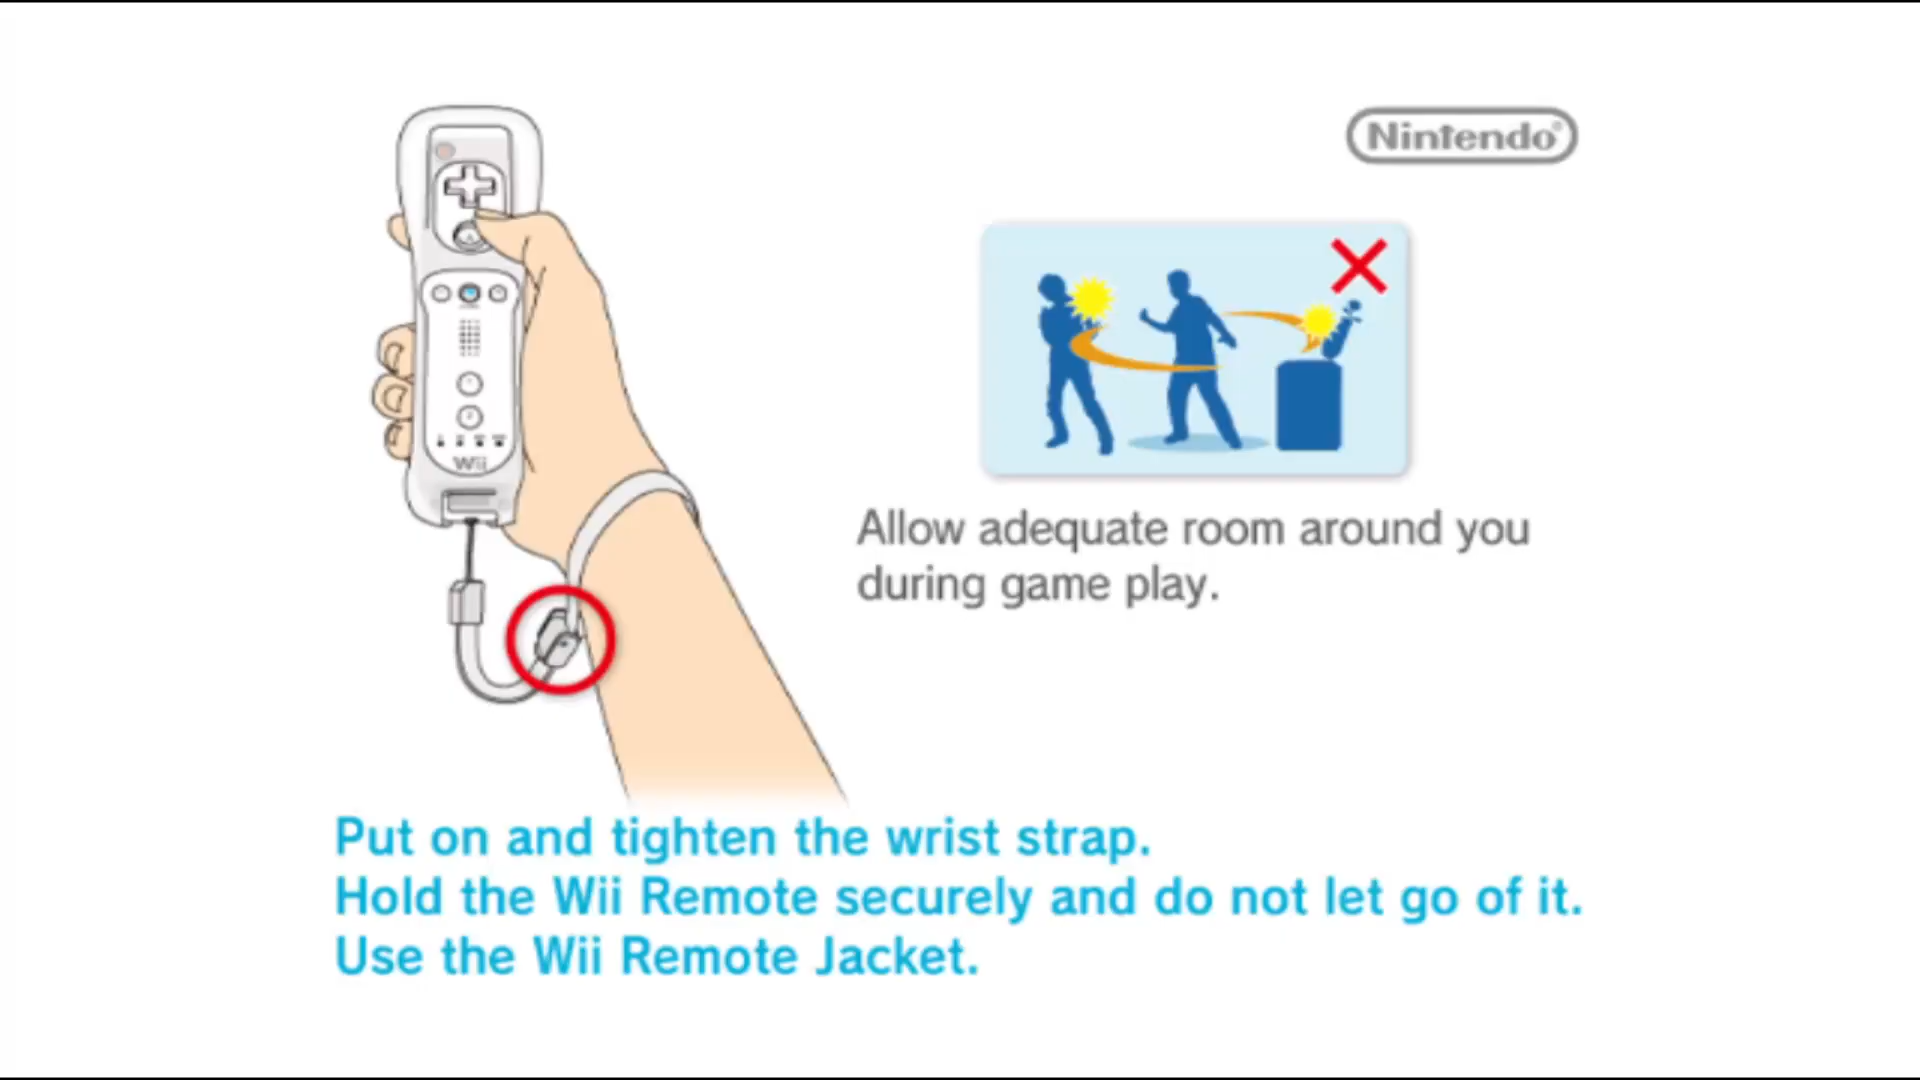 Nintendo®
Allow adequate room around you
during game play.
Wii
Put on and tighten the wrist strap.
Hold the Wii Remote securely and do not let go of it.
Use the Wii Remote Jacket.